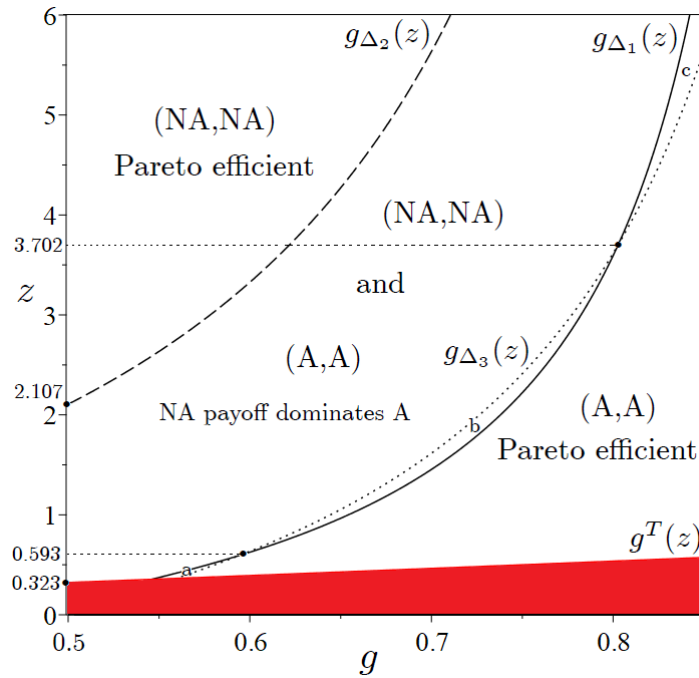 6
g_{Δ_2}(z)
g_{Δ_1}(z)
c
5
(NA,NA)
Pareto efficient
4
(NA,NA)
3.702
and
z
3
(A,A)
g_{Δ_3}(z)
2.107
2
NA payoff dominates A
b
(A,A)
Pareto efficient
1
g^T(z)
0.593
a
0.323
0
0.5
0.6
0.7
0.8
g